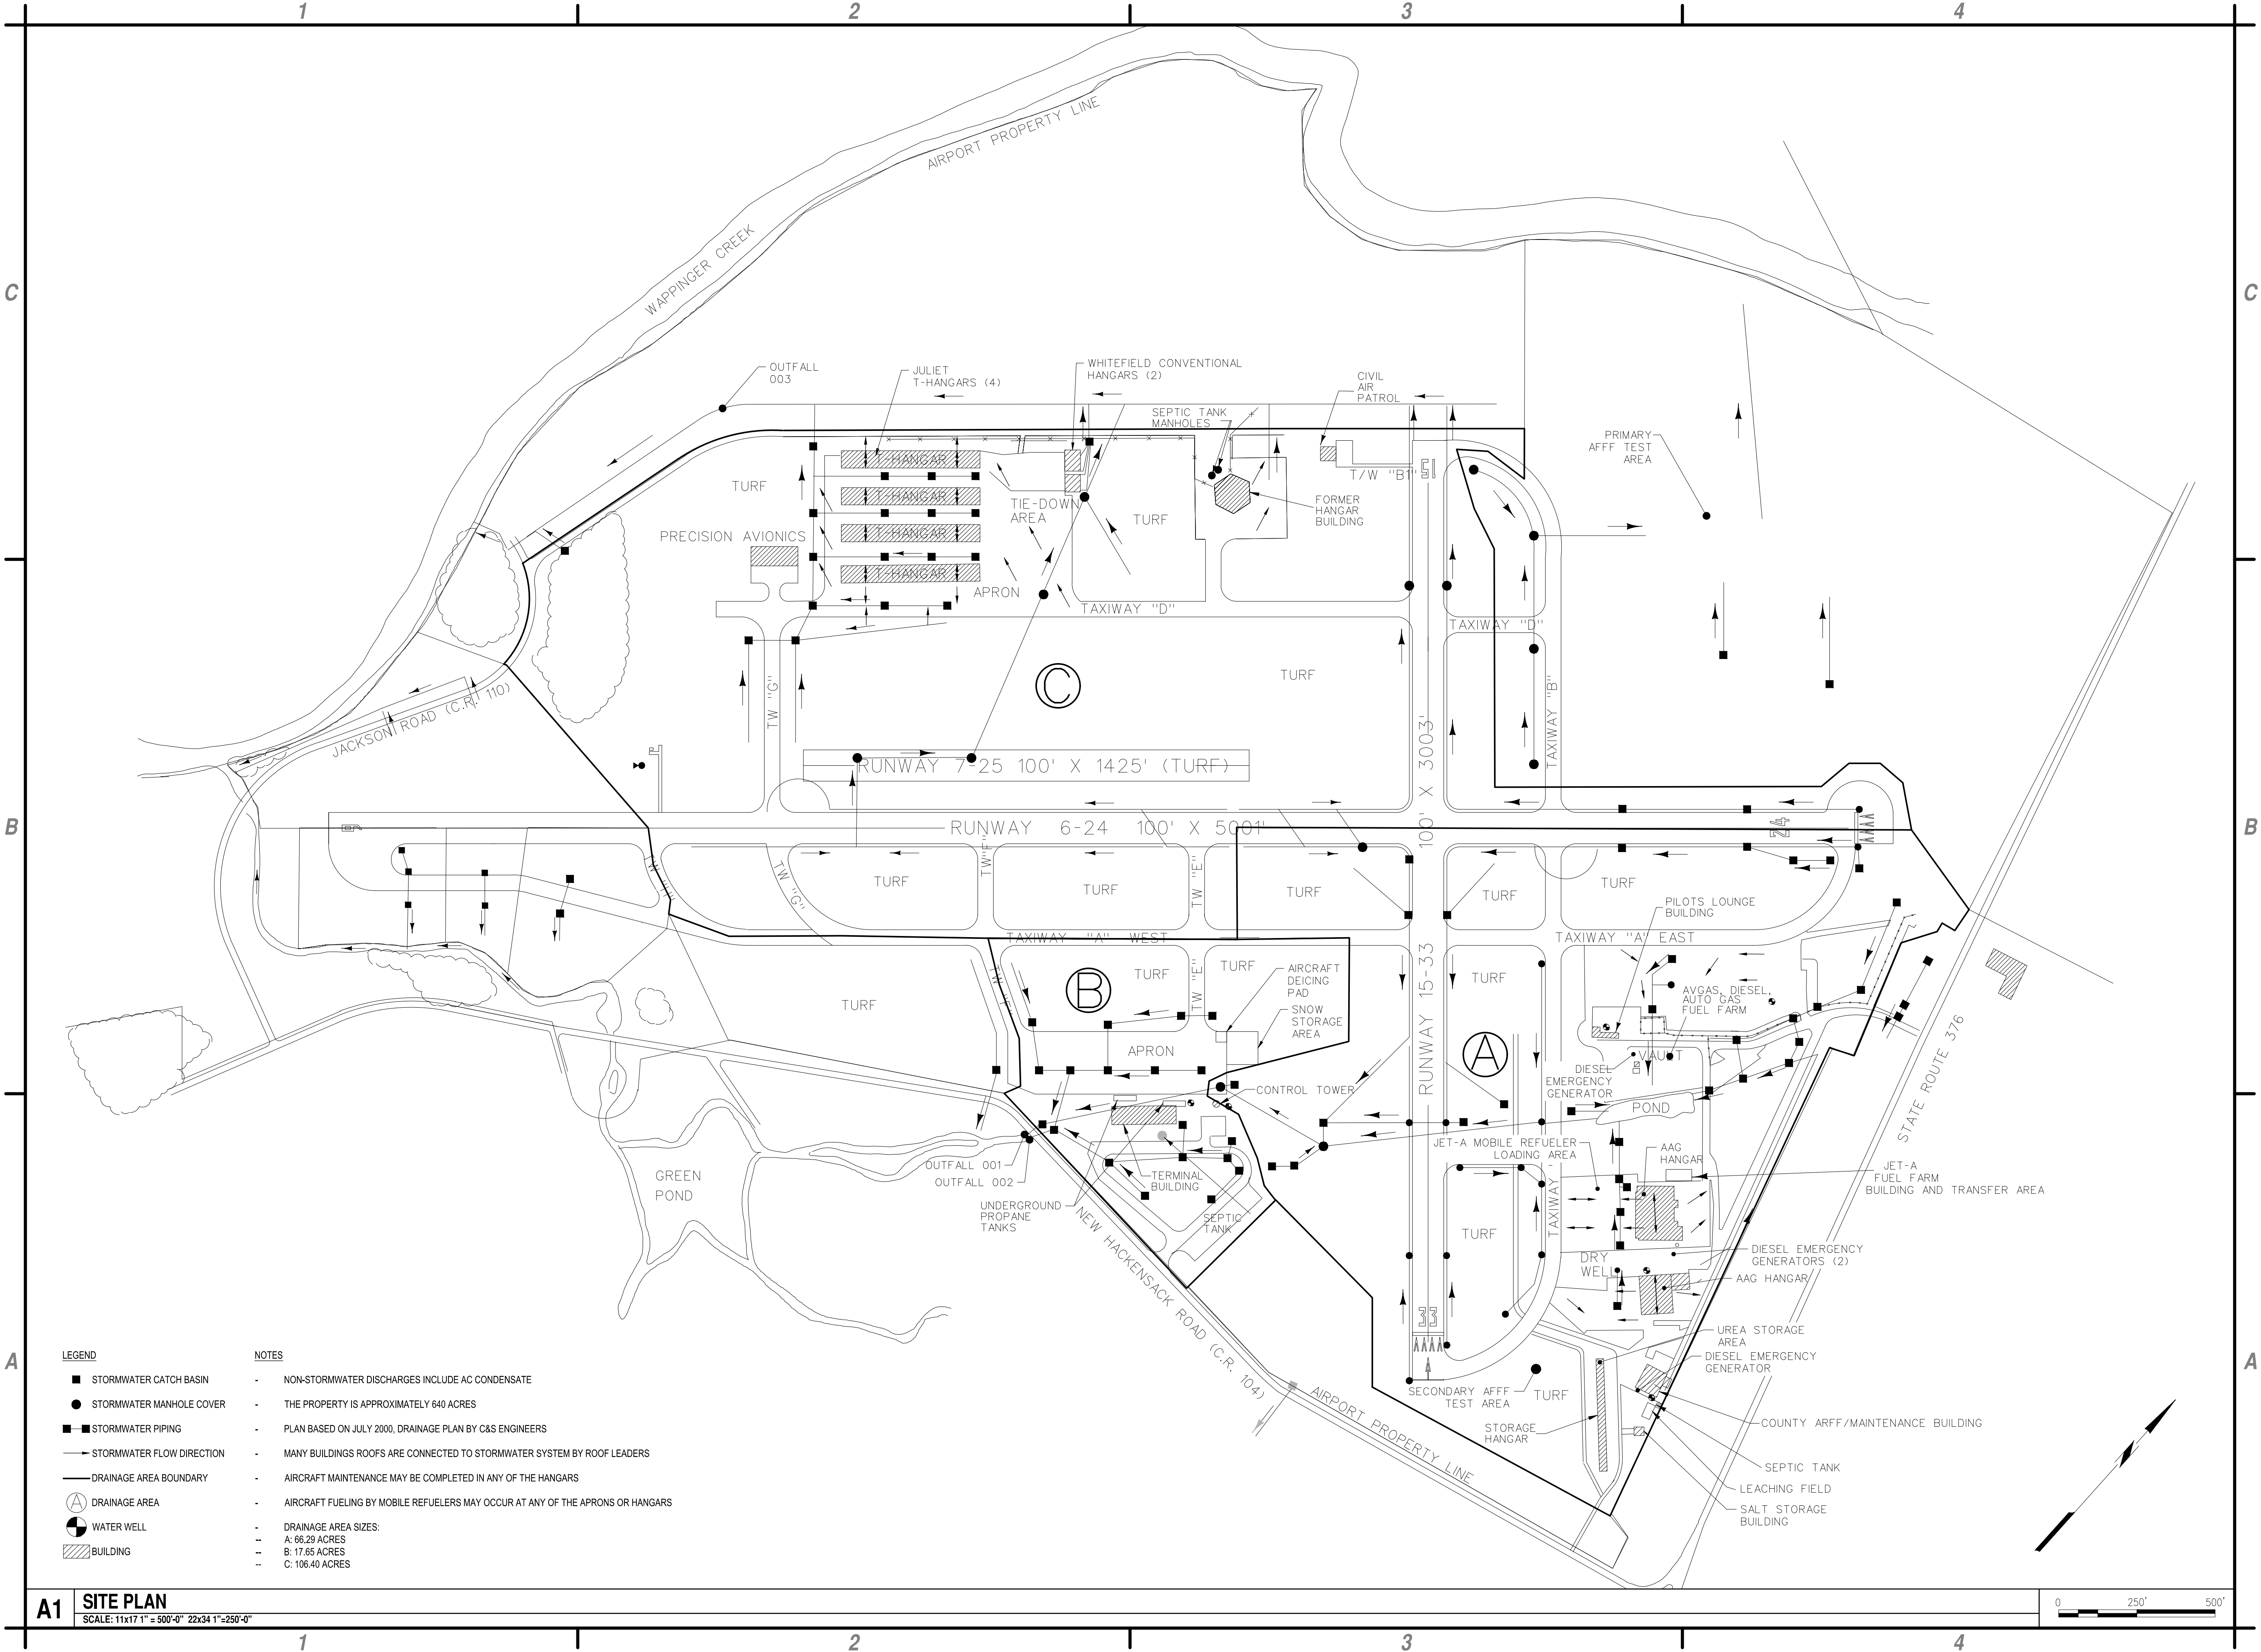 1 2 3 4
C
B
A
C
B
A
AIRPORT PROPERTY LINE
WAPPINGER CREEK
OUTFALL
003
JULIET
T-HANGARS (4)
WHITEFIELD CONVENTIONAL
HANGARS (2)
SEPTIC TANK
MANHOLES
CIVIL
AIR
PATROL
PRIMARY
AFFF TEST
AREA
TURF
T-HANGAR
T-HANGAR
T-HANGAR
T-HANGAR
TIE-DOWN
AREA
TURF
T/W "B1"
15
FORMER
HANGAR
BUILDING
PRECISION AVIONICS
APRON
TAXIWAY "D"
TAXIWAY "D"
TURF
C
TW "G"
TAXIWAY "B"
JACKSON ROAD (C.R. 110)
RUNWAY 7-25 100' X 1425' (TURF)
RUNWAY 6-24 100' X 5001'
RUNWAY 15-33 100' X 3003'
24
TW "F"
TW "G"
TW "E"
TURF
TURF
TURF
TURF
TURF
PILOTS LOUNGE
BUILDING
TAXIWAY "A" WEST
TAXIWAY "A" EAST
TURF
B
TURF
TW "E"
TURF
AIRCRAFT
DEICING
PAD
SNOW
STORAGE
AREA
TURF
AVGAS, DIESEL,
AUTO GAS
FUEL FARM
APRON
A
VAULT
DIESEL
EMERGENCY
GENERATOR
CONTROL TOWER
POND
STATE ROUTE 376
JET-A MOBILE REFUELER
LOADING AREA
AAG
HANGAR
JET-A
FUEL FARM
BUILDING AND TRANSFER AREA
GREEN
POND
OUTFALL 001
OUTFALL 002
TERMINAL
BUILDING
UNDERGROUND
PROPANE
TANKS
SEPTIC
TANK
TURF
TAXIWAY
DRY
WELL
DIESEL EMERGENCY
GENERATORS (2)
AAG HANGAR
NEW HACKENSACK ROAD (C.R. 104)
33
UREA STORAGE
AREA
DIESEL EMERGENCY
GENERATOR
SECONDARY AFFF
TEST AREA
TURF
AIRPORT PROPERTY LINE
STORAGE
HANGAR
COUNTY ARFF/MAINTENANCE BUILDING
SEPTIC TANK
LEACHING FIELD
SALT STORAGE
BUILDING
LEGEND
STORMWATER CATCH BASIN
STORMWATER MANHOLE COVER
STORMWATER PIPING
STORMWATER FLOW DIRECTION
DRAINAGE AREA BOUNDARY
A DRAINAGE AREA
WATER WELL
BUILDING
NOTES
- NON-STORMWATER DISCHARGES INCLUDE AC CONDENSATE
- THE PROPERTY IS APPROXIMATELY 640 ACRES
- PLAN BASED ON JULY 2000, DRAINAGE PLAN BY C&S ENGINEERS
- MANY BUILDINGS ROOFS ARE CONNECTED TO STORMWATER SYSTEM BY ROOF LEADERS
- AIRCRAFT MAINTENANCE MAY BE COMPLETED IN ANY OF THE HANGARS
- AIRCRAFT FUELING BY MOBILE REFUELERS MAY OCCUR AT ANY OF THE APRONS OR HANGARS
- DRAINAGE AREA SIZES:
-- A: 66.29 ACRES
-- B: 17.65 ACRES
-- C: 106.40 ACRES
A1 SITE PLAN
SCALE: 11x17 1" = 500'-0" 22x34 1"=250'-0"
0 250' 500'
1 2 3 4